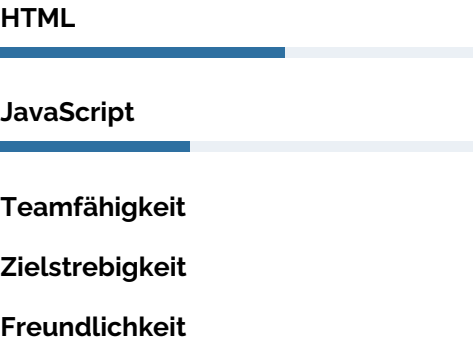 HTML
JavaScript
Teamfähigkeit
Zielstrebigkeit
Freundlichkeit